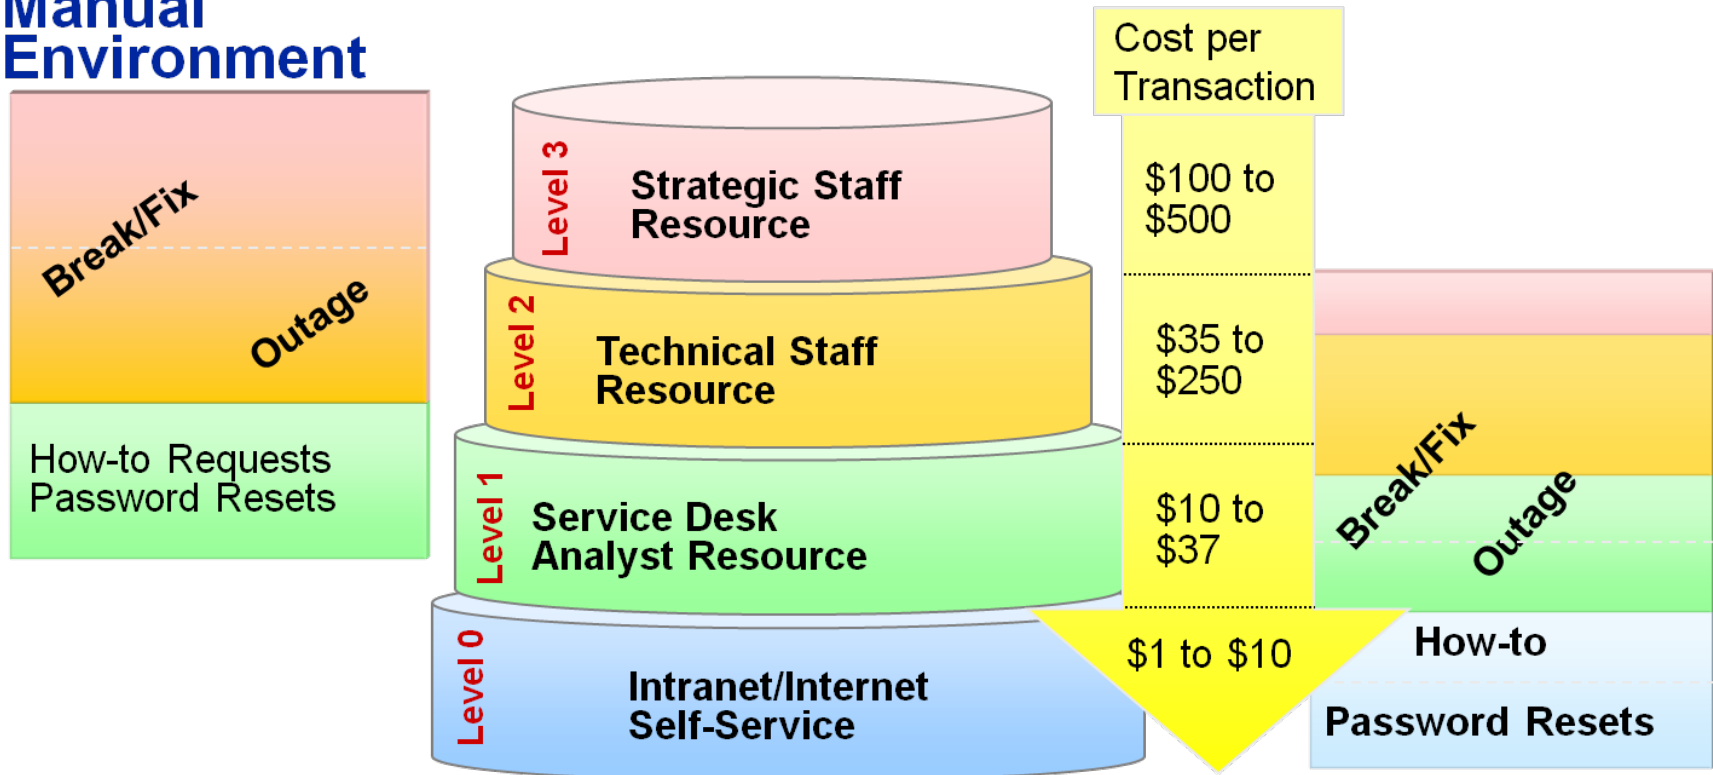 Manual
Environment
Break/Fix
Outage
How-to Requests
Password Resets
Level 3
Strategic Staff
Resource
Level 2
Technical Staff
Resource
Level 1
Service Desk
Analyst Resource
Level 0
Intranet/Internet
Self-Service
Cost per
Transaction
$100 to
$500
$35 to
$250
$10 to
$37
$1 to $10
Break/Fix
Outage
How-to
Password Resets